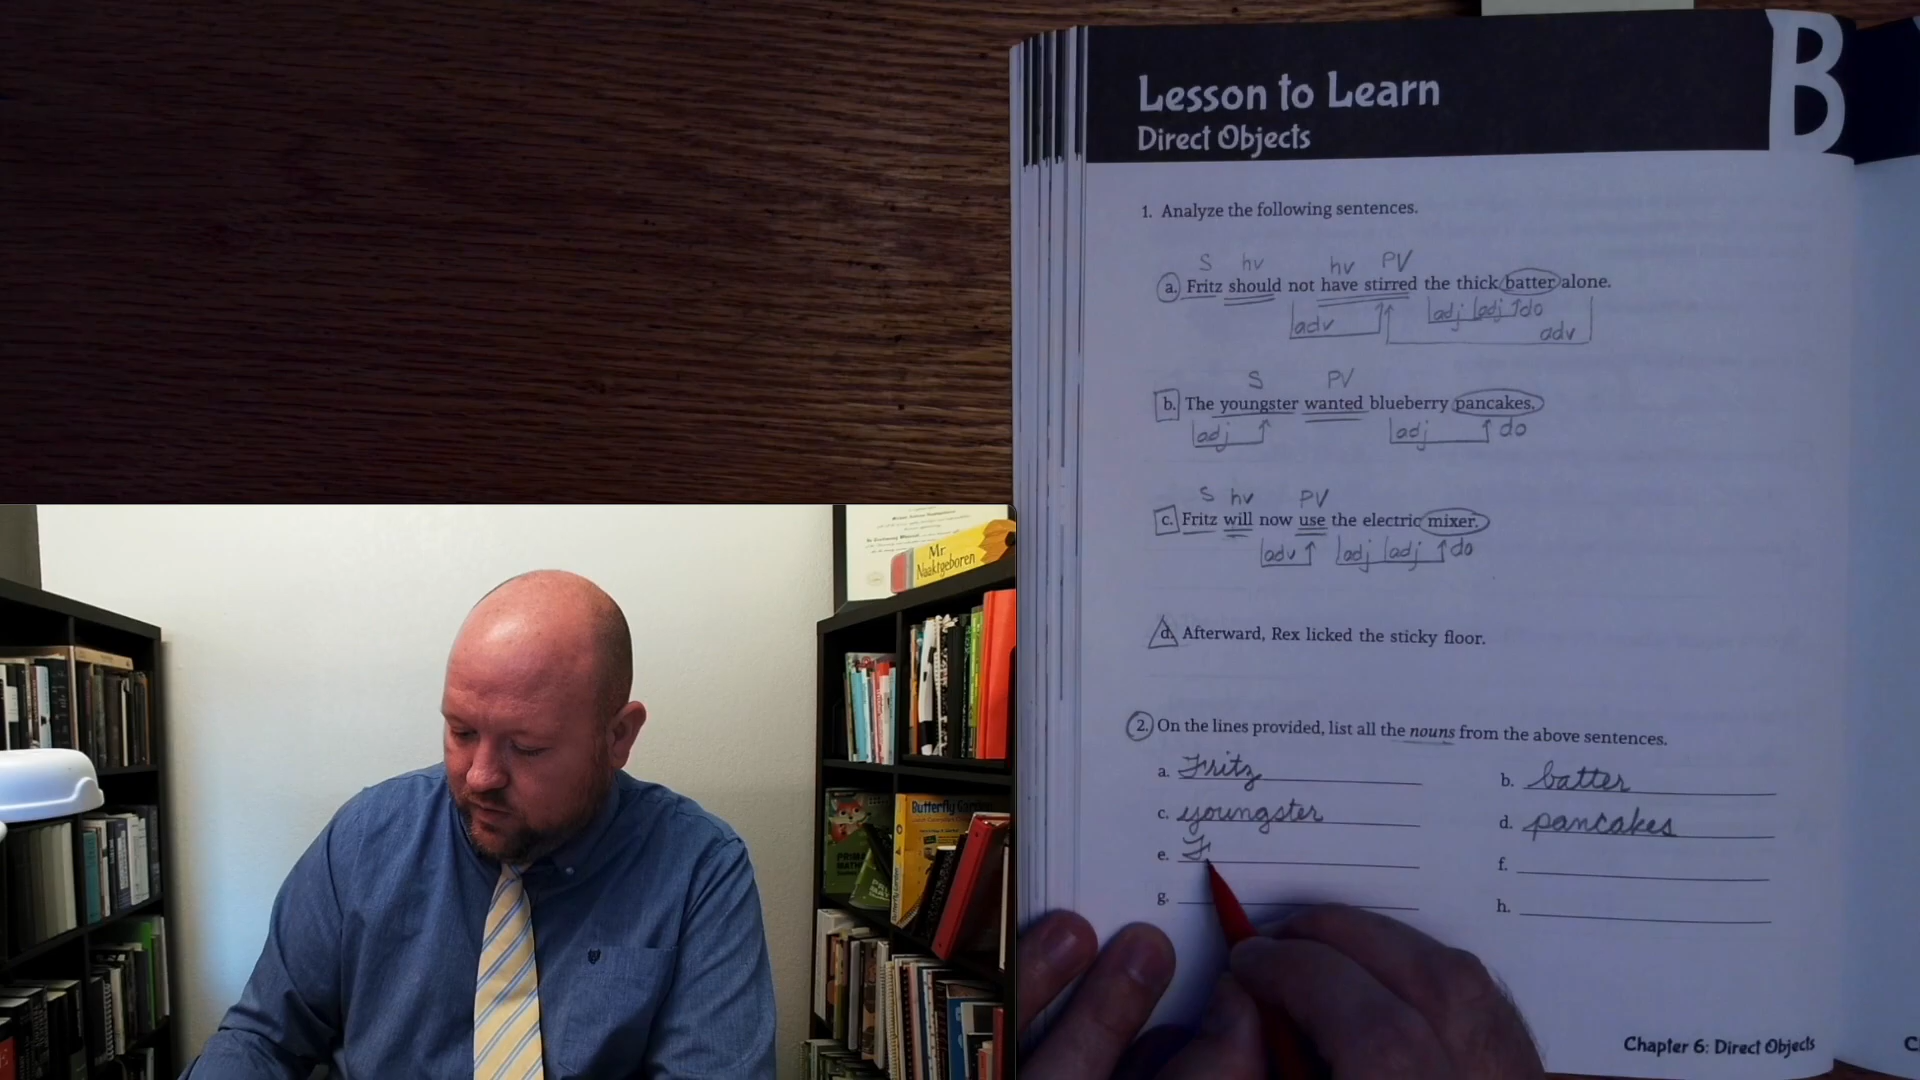 B
Lesson to Learn
Direct Objects
1. Analyze the following sentences.
S hv hv PV
a. Fritz should not have stirred the thick batter alone.
adv adj adj do
adv
S PV
b. The youngster wanted blueberry pancakes.
adj adj do
S hv PV
c. Fritz will now use the electric mixer.
adv adj adj do
d. Afterward, Rex licked the sticky floor.
2. On the lines provided, list all the nouns from the above sentences.
a. Fritz b. batter
c. youngster d. pancakes
e. F f.
g. h.
Chapter 6: Direct Objects
C
Mr.
Naaktgeboren
Butterfly Garden